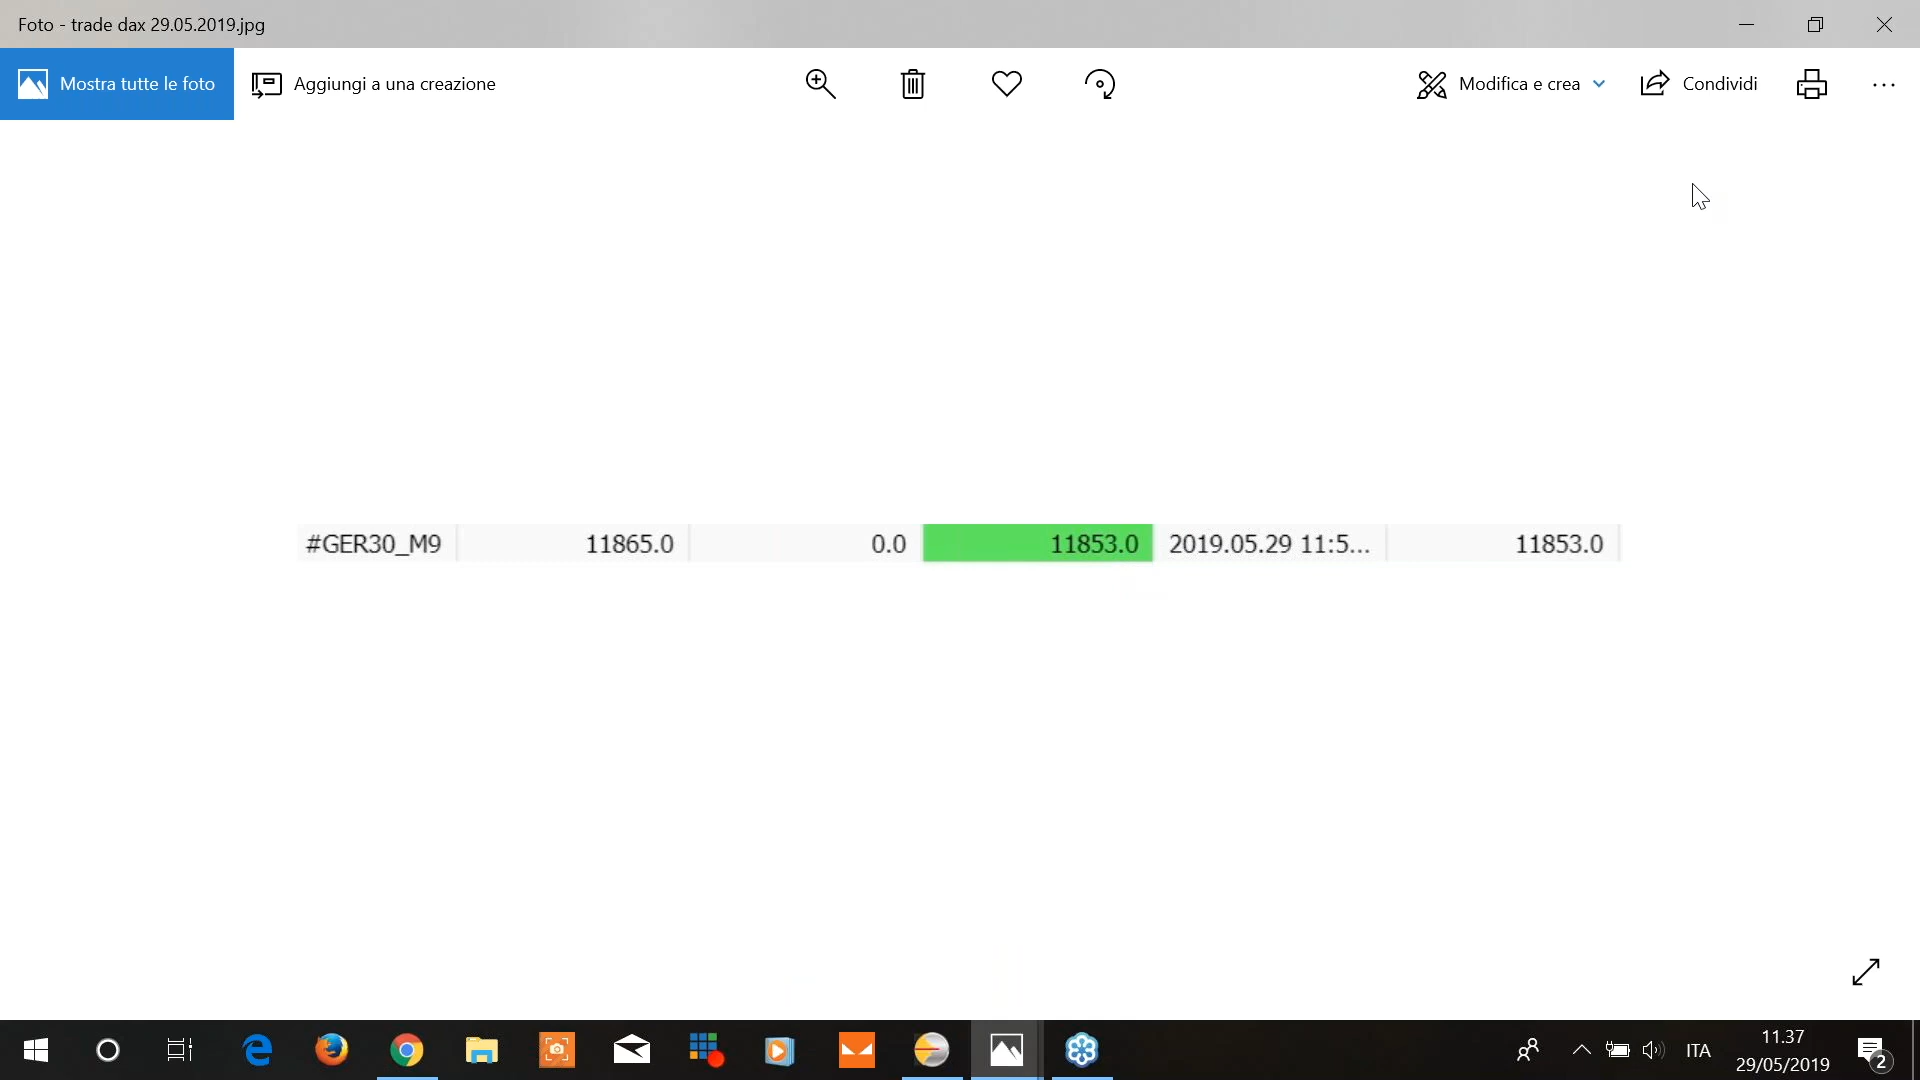 Foto - trade dax 29.05.2019.jpg
Mostra tutte le foto Aggiungi a una creazione Modifica e crea Condividi
#GER30_M9 11865.0 0.0 11853.0 2019.05.29 11:5... 11853.0
ITA 11.37
29/05/2019 2